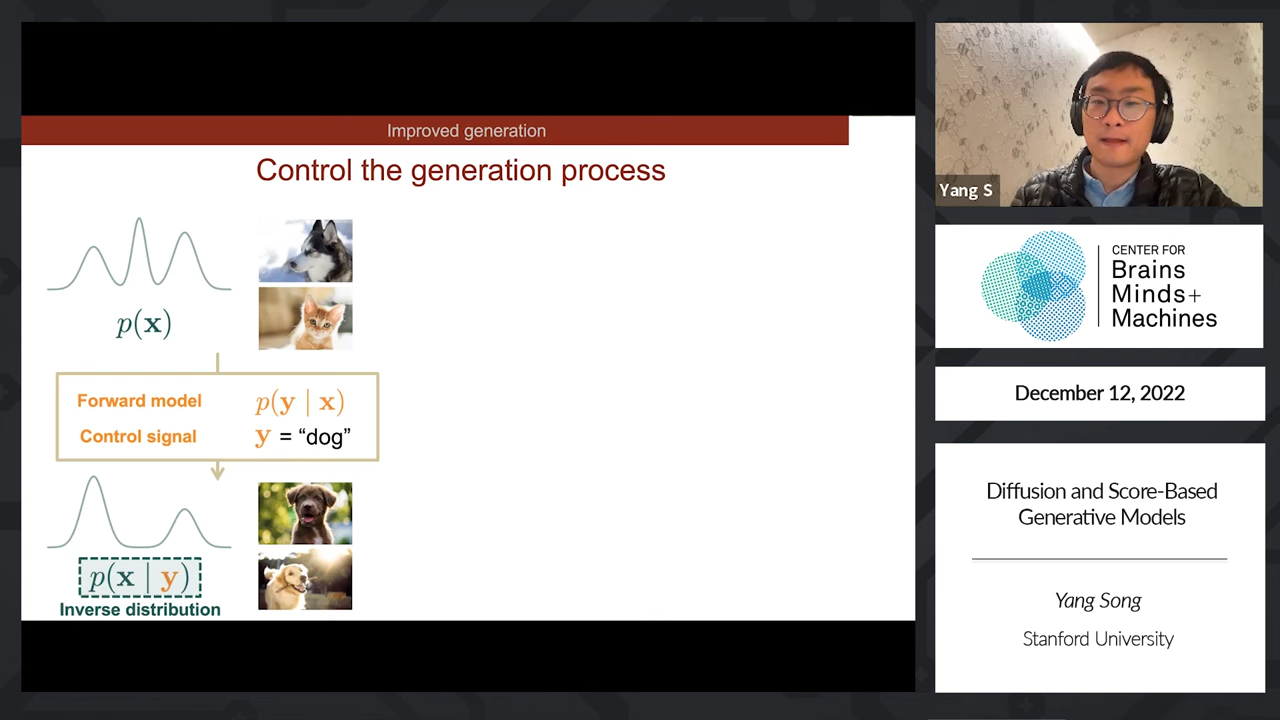 Improved generation
Control the generation process
p(x)
Forward model p(y | x)
Control signal y = “dog”
p(x | y)
Inverse distribution
Yang S
CENTER FOR
Brains
Minds+
Machines
December 12, 2022
Diffusion and Score-Based
Generative Models
Yang Song
Stanford University